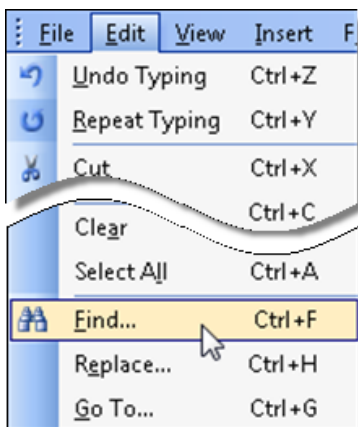 File Edit View Insert F
Undo Typing Ctrl+Z
Repeat Typing Ctrl+Y
Cut Ctrl+X
Ctrl+C
Clear
Select All Ctrl+A
Find... Ctrl+F
Replace... Ctrl+H
Go To... Ctrl+G